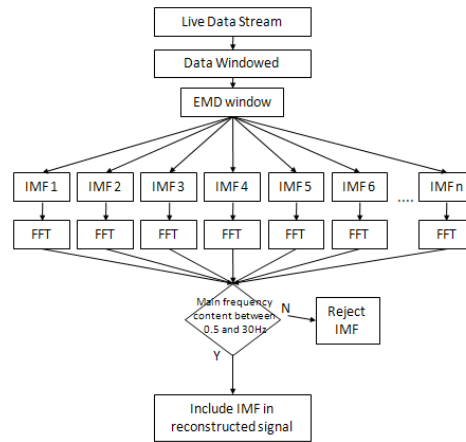 Live Data Stream
Data Windowed
EMD window
IMF 1 IMF 2 IMF 3 IMF 4 IMF 5 IMF 6 .... IMF n
FFT FFT FFT FFT FFT FFT FFT
Main frequency
content between
0.5 and 30Hz
N
Reject
IMF
Y
Include IMF in
reconstructed signal